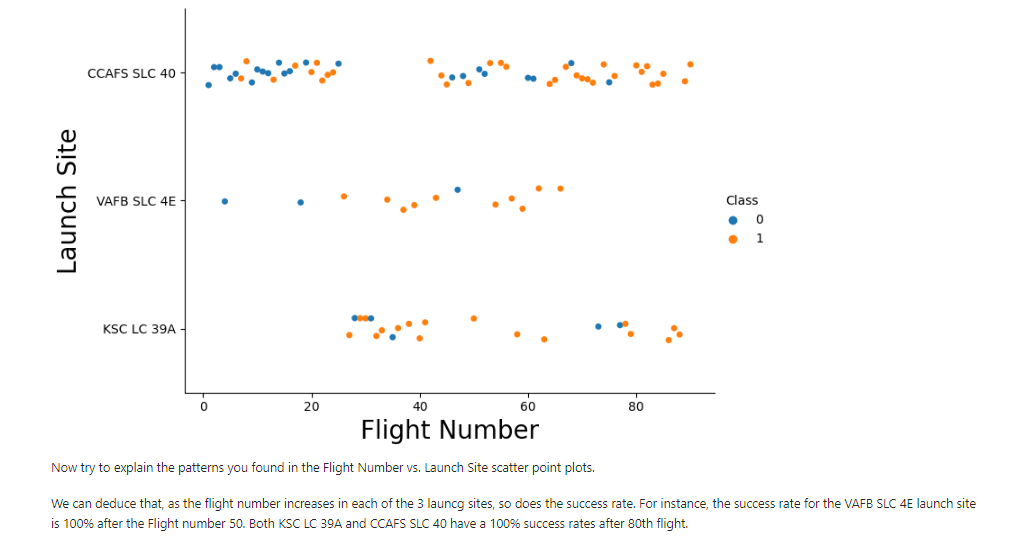 CCAFS SLC 40
VAFB SLC 4E
KSC LC 39A
Launch Site
0 20 40 60 80
Flight Number
Class
0
1
Now try to explain the patterns you found in the Flight Number vs. Launch Site scatter point plots.
We can deduce that, as the flight number increases in each of the 3 launcg sites, so does the success rate. For instance, the success rate for the VAFB SLC 4E launch site
is 100% after the Flight number 50. Both KSC LC 39A and CCAFS SLC 40 have a 100% success rates after 80th flight.